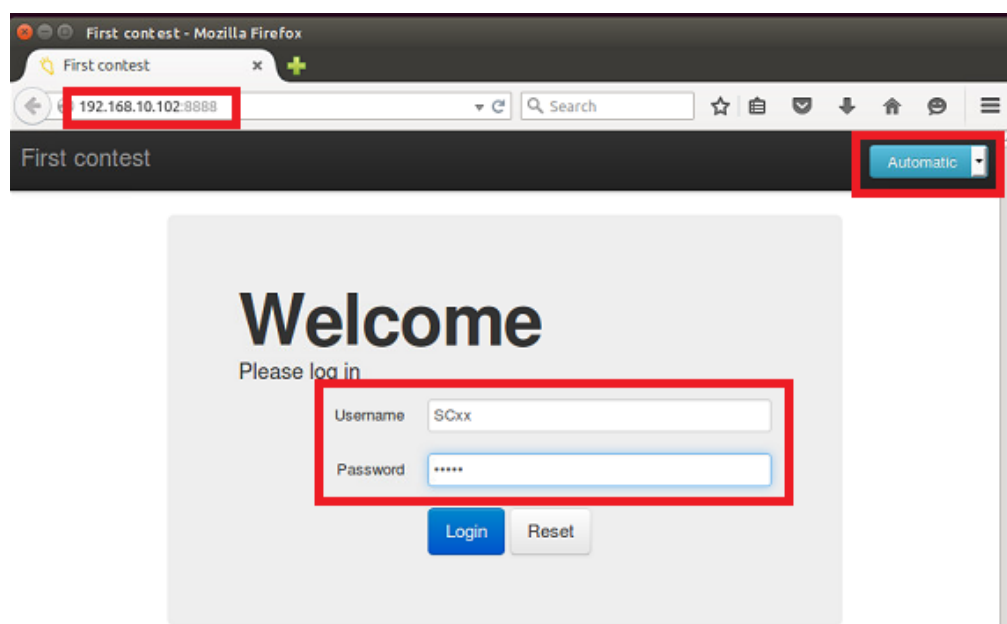 First contest - Mozilla Firefox
First contest
192.168.10.102:8888
Search
First contest
Automatic
Welcome
Please log in
Username
SCxx
Password
•••••
Login
Reset